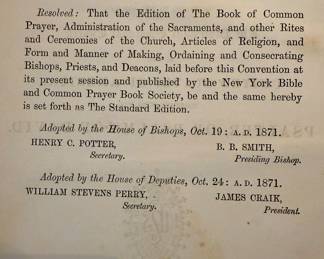 Resolved: That the Edition of The Book of Common
Prayer, Administration of the Sacraments, and other Rites
and Ceremonies of the Church, Articles of Religion, and
Form and Manner of Making, Ordaining and Consecrating
Bishops, Priests, and Deacons, laid before this Convention at
its present session and published by the New York Bible
and Common Prayer Book Society, be and the same hereby
is set forth as The Standard Edition.
Adopted by the House of Bishops, Oct. 19: A. D. 1871.
HENRY C. POTTER, B. B. SMITH,
Secretary. Presiding Bishop.
Adopted by the House of Deputies, Oct. 24: A. D. 1871.
WILLIAM STEVENS PERRY, JAMES CRAIK,
Secretary. President.